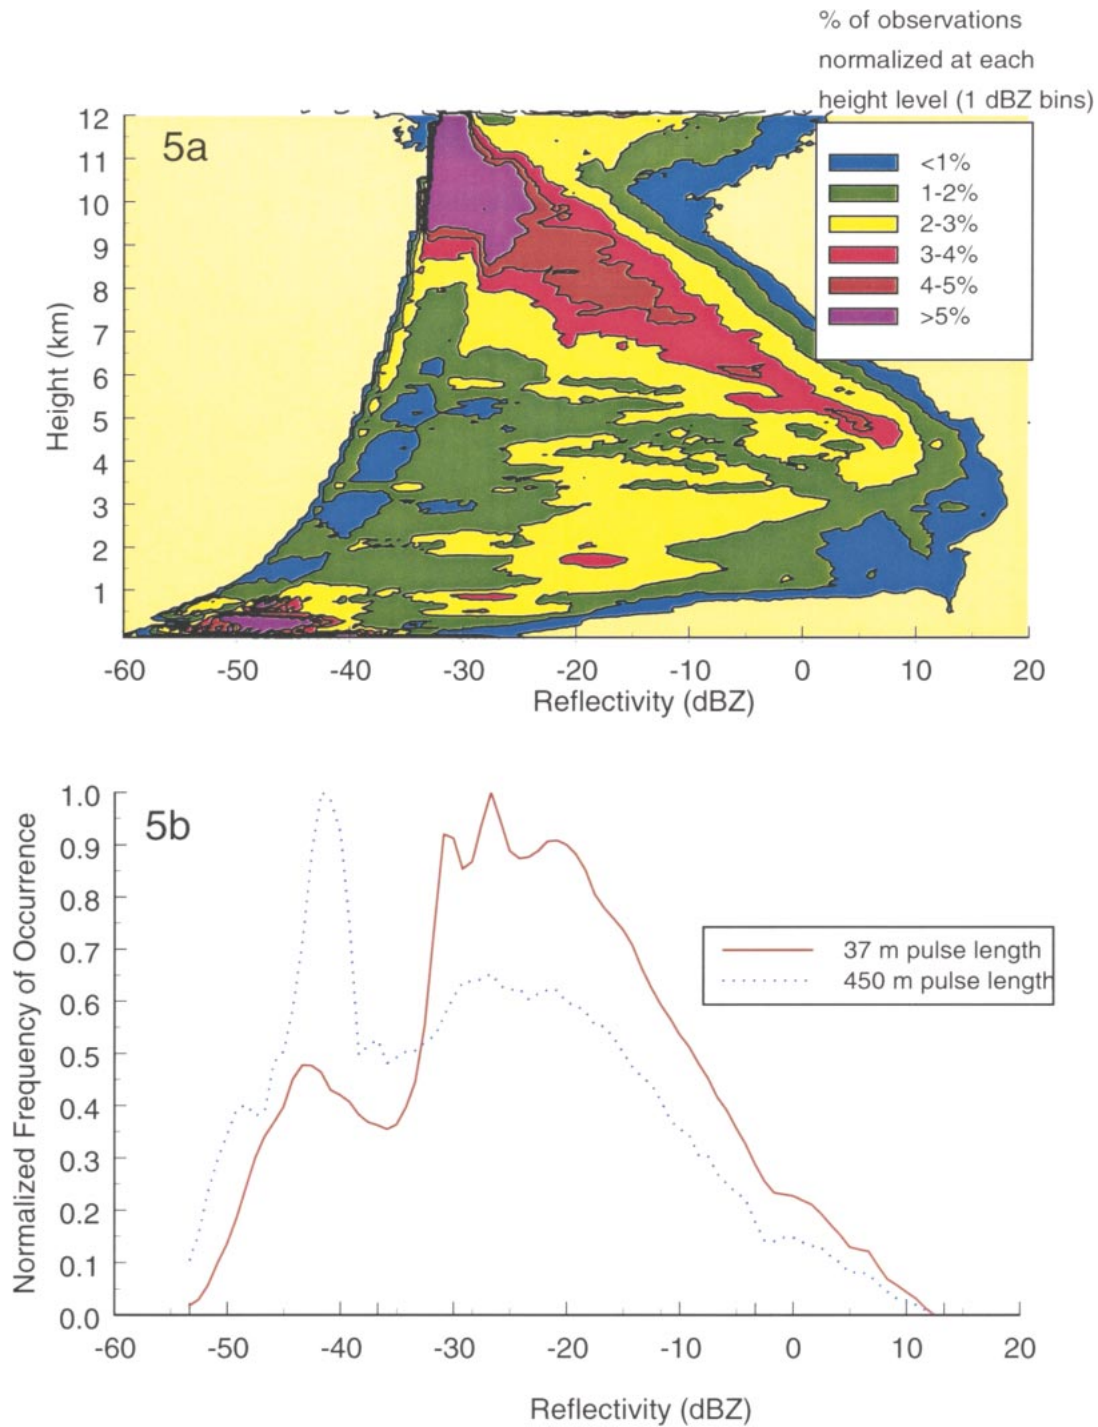 % of observations
normalized at each
height level (1 dBZ bins)
5a
12
11
10
9
8
7
6
5
4
3
2
1
Height (km)
<1%
1-2%
2-3%
3-4%
4-5%
>5%
-60 -50 -40 -30 -20 -10 0 10 20
Reflectivity (dBZ)
5b
1.0
0.9
0.8
0.7
0.6
0.5
0.4
0.3
0.2
0.1
0.0
Normalized Frequency of Occurrence
37 m pulse length
450 m pulse length
-60 -50 -40 -30 -20 -10 0 10 20
Reflectivity (dBZ)